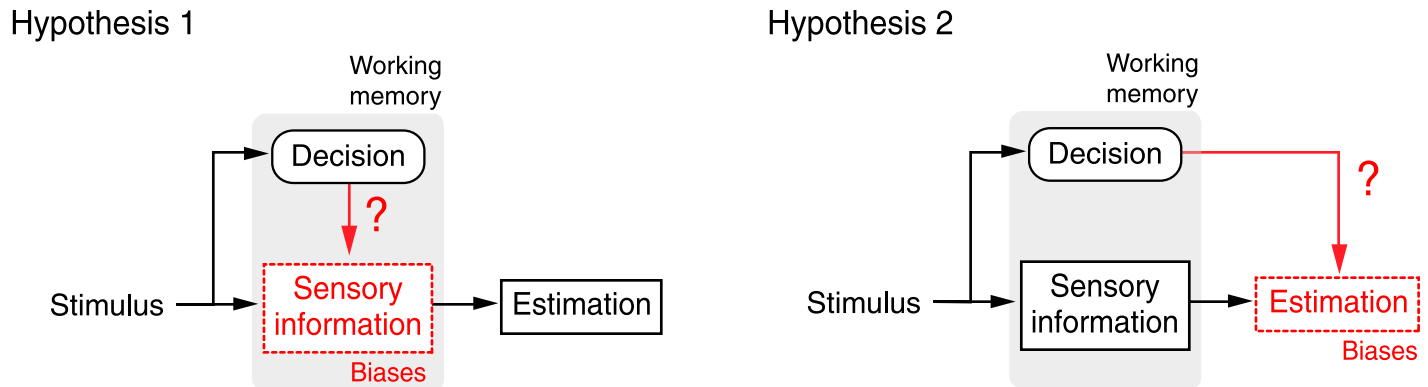 Hypothesis 1
Working
memory
Decision
?
Stimulus
Sensory
information
Estimation
Biases
Hypothesis 2
Working
memory
Decision
?
Stimulus
Sensory
information
Estimation
Biases